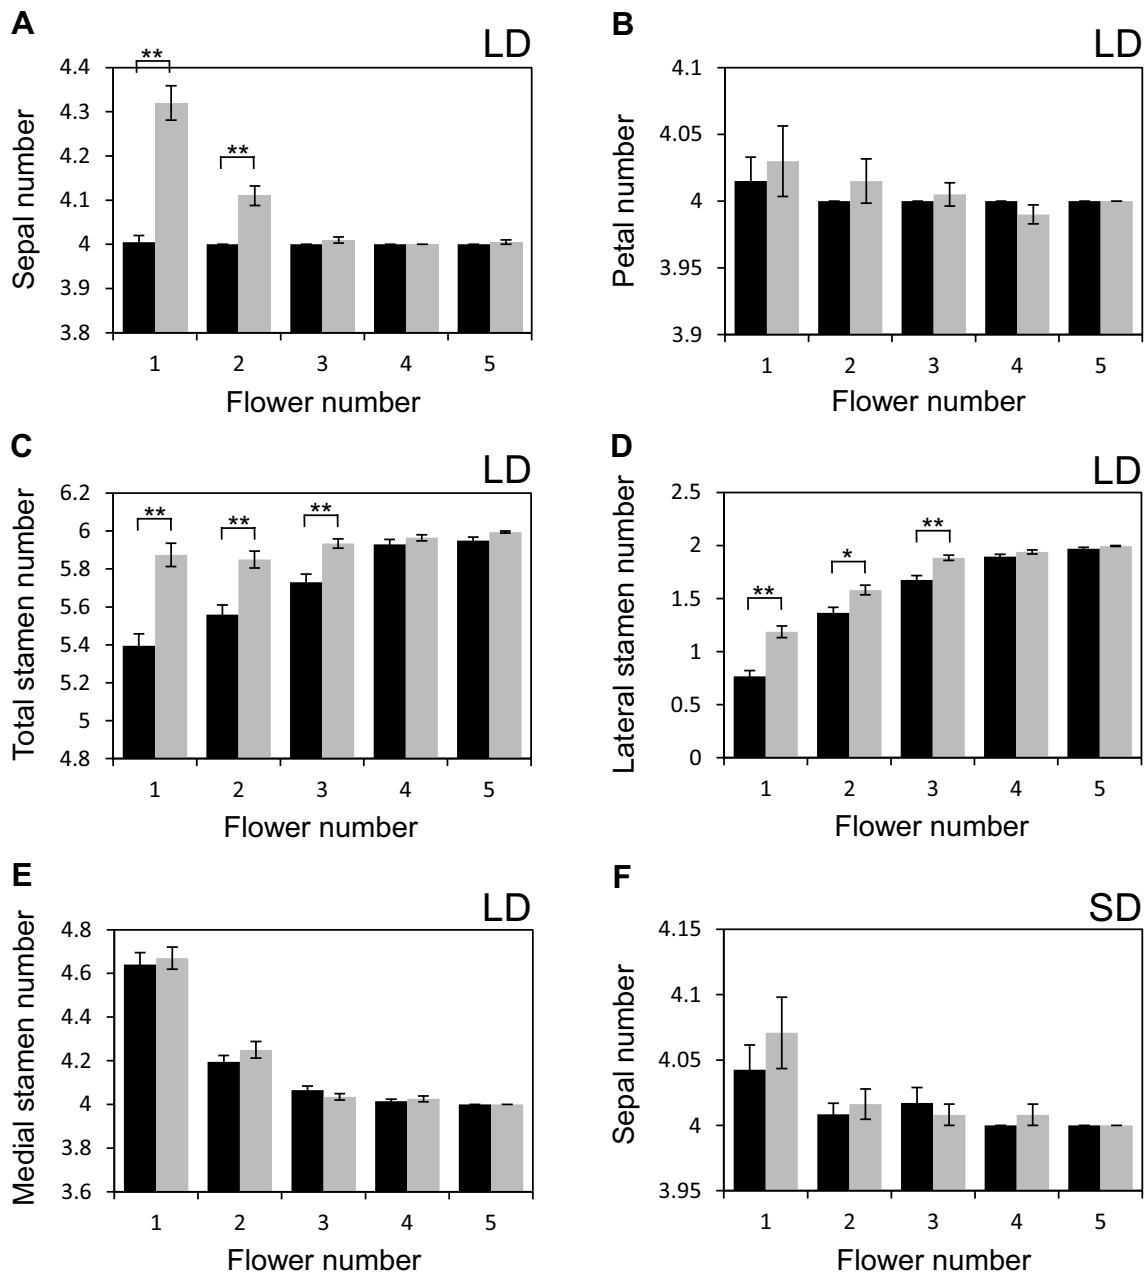 A
LD
Sepal number
**
**
4.4
4.3
4.2
4.1
4
3.9
3.8
1 2 3 4 5
Flower number
B
LD
Petal number
4.1
4.05
4
3.95
3.9
1 2 3 4 5
Flower number
C
LD
Total stamen number
**
**
**
6.2
6
5.8
5.6
5.4
5.2
5
4.8
1 2 3 4 5
Flower number
D
LD
Lateral stamen number
**
*
**
2.5
2
1.5
1
0.5
0
1 2 3 4 5
Flower number
E
LD
Medial stamen number
4.8
4.6
4.4
4.2
4
3.8
3.6
1 2 3 4 5
Flower number
F
SD
Sepal number
4.15
4.1
4.05
4
3.95
1 2 3 4 5
Flower number